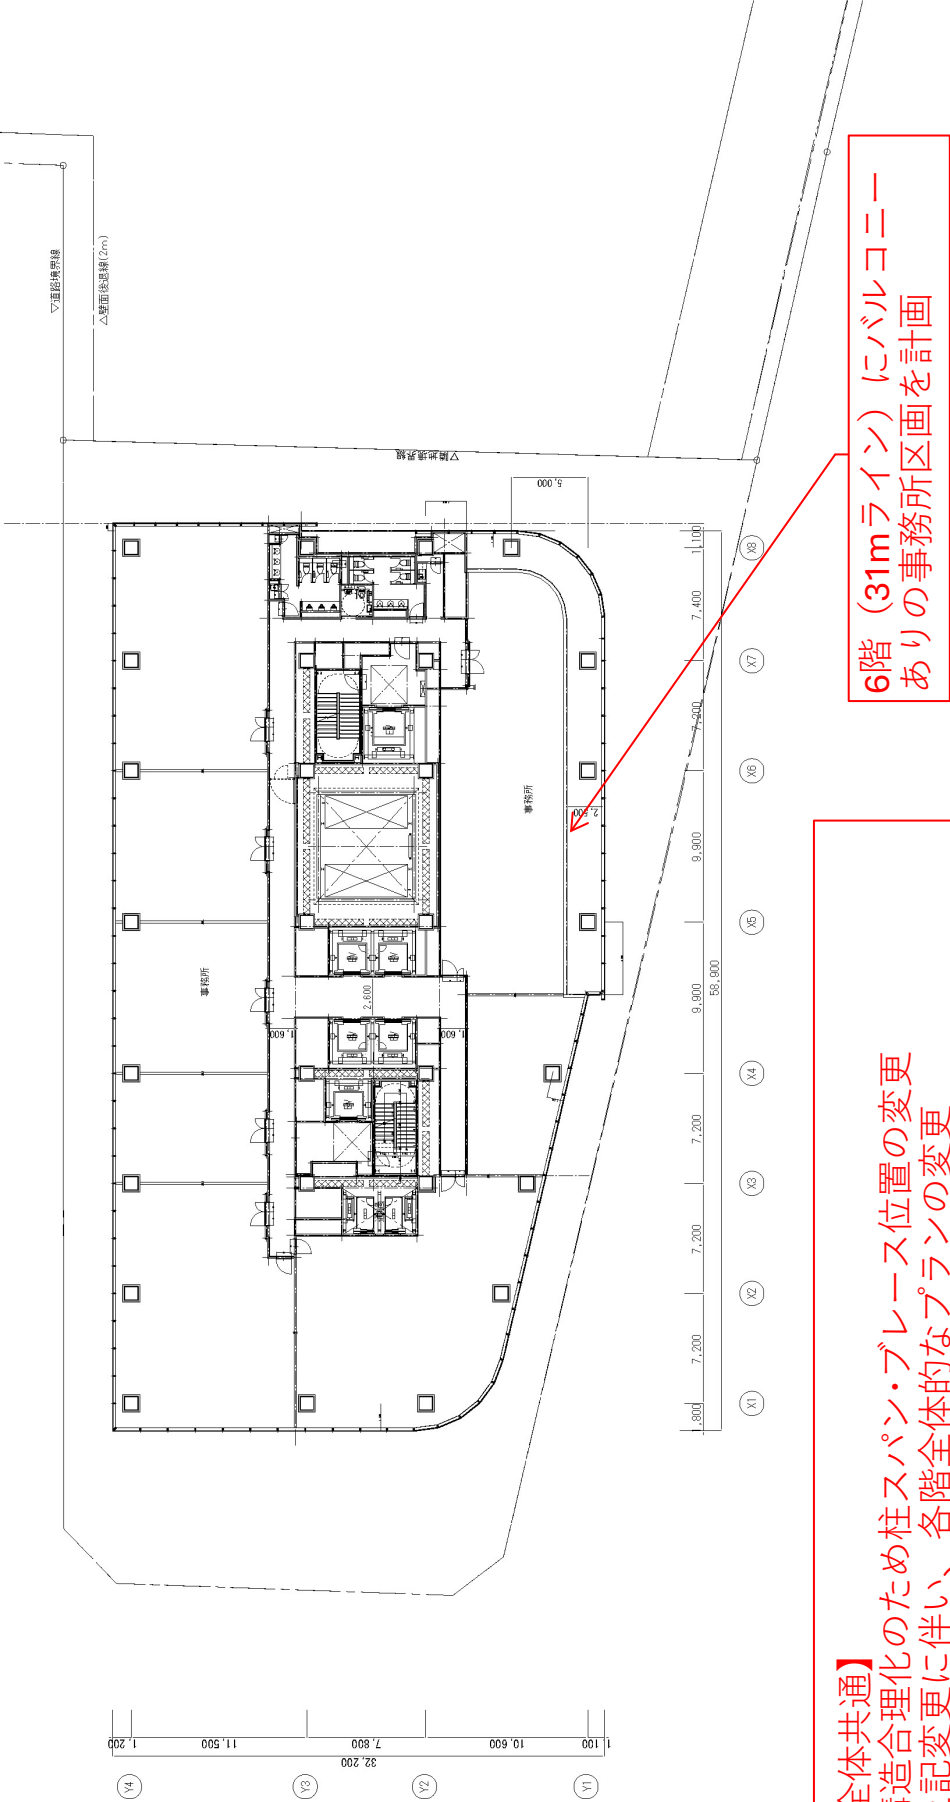 6階（31mライン）にバルコニー
ありの事務所区画を計画
全体共通】
構造合理化のため柱スパン・ブレース位置の変更
記変更に伴い、各階全体的なプランの変更
▽道路境界線
△壁面後退線(2m)
▽隣地境界線
事務所
事務所
5,000
2,500
2,600
1,600
1,600
1,100
7,400
7,200
9,900
9,900
7,200
7,200
7,200
1,800
58,900
X8
X7
X6
X5
X4
X3
X2
X1
1,200
11,500
7,800
10,600
1,100
32,200
Y4
Y3
Y2
Y1